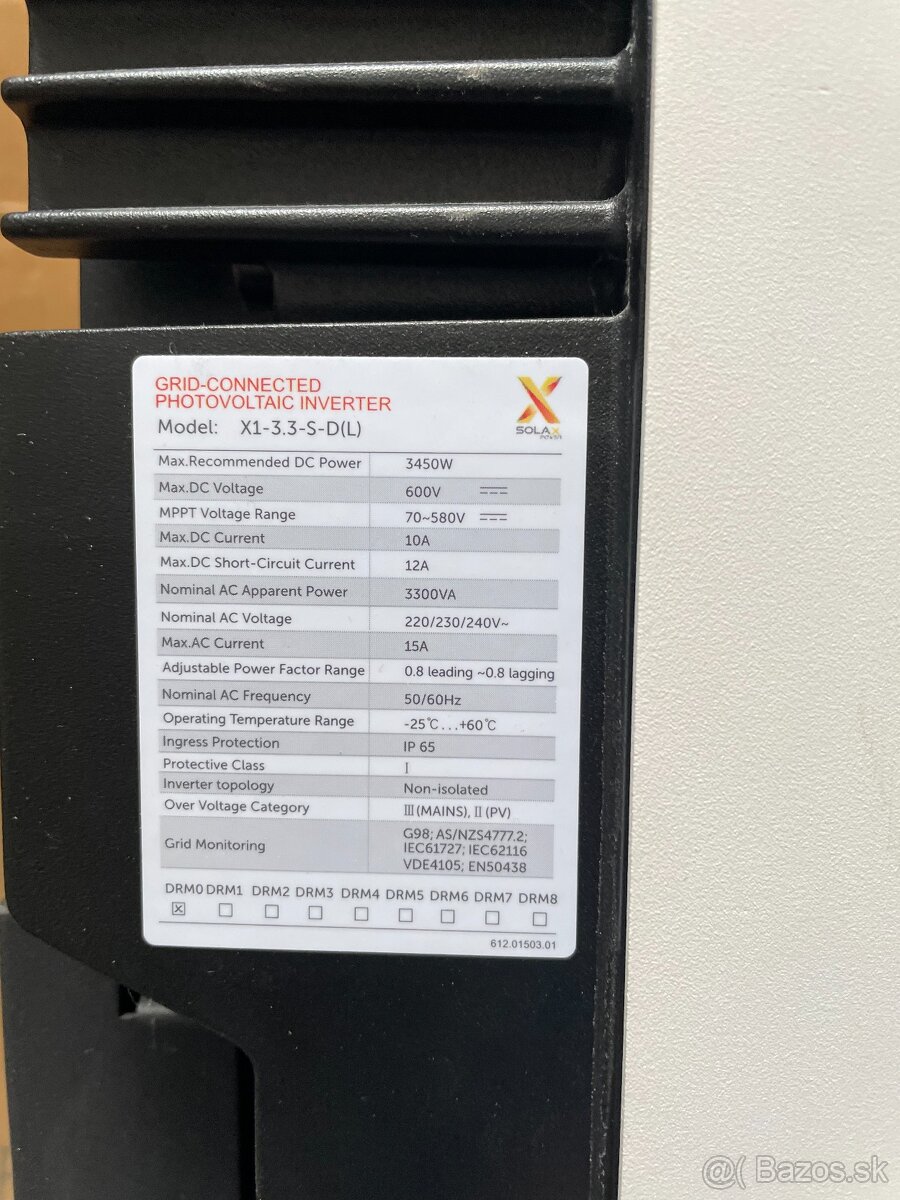 GRID-CONNECTED
PHOTOVOLTAIC INVERTER
SOLAX
POWER
Model: X1-3.3-S-D(L)
Max.Recommended DC Power 3450W
Max.DC Voltage 600V
MPPT Voltage Range 70~580V
Max.DC Current 10A
Max.DC Short-Circuit Current 12A
Nominal AC Apparent Power 3300VA
Nominal AC Voltage 220/230/240V~
Max.AC Current 15A
Adjustable Power Factor Range 0.8 leading ~0.8 lagging
Nominal AC Frequency 50/60Hz
Operating Temperature Range -25℃...+60℃
Ingress Protection IP 65
Protective Class I
Inverter topology Non-isolated
Over Voltage Category III(MAINS), II(PV)
Grid Monitoring G98; AS/NZS4777.2;
IEC61727; IEC62116
VDE4105; EN50438
DRM0 DRM1 DRM2 DRM3 DRM4 DRM5 DRM6 DRM7 DRM8
612.01503.01
@( Bazos.sk